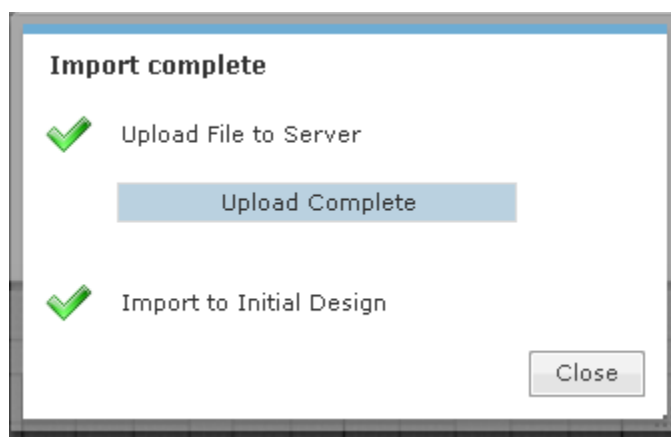 Import complete
Upload File to Server
Upload Complete
Import to Initial Design
Close